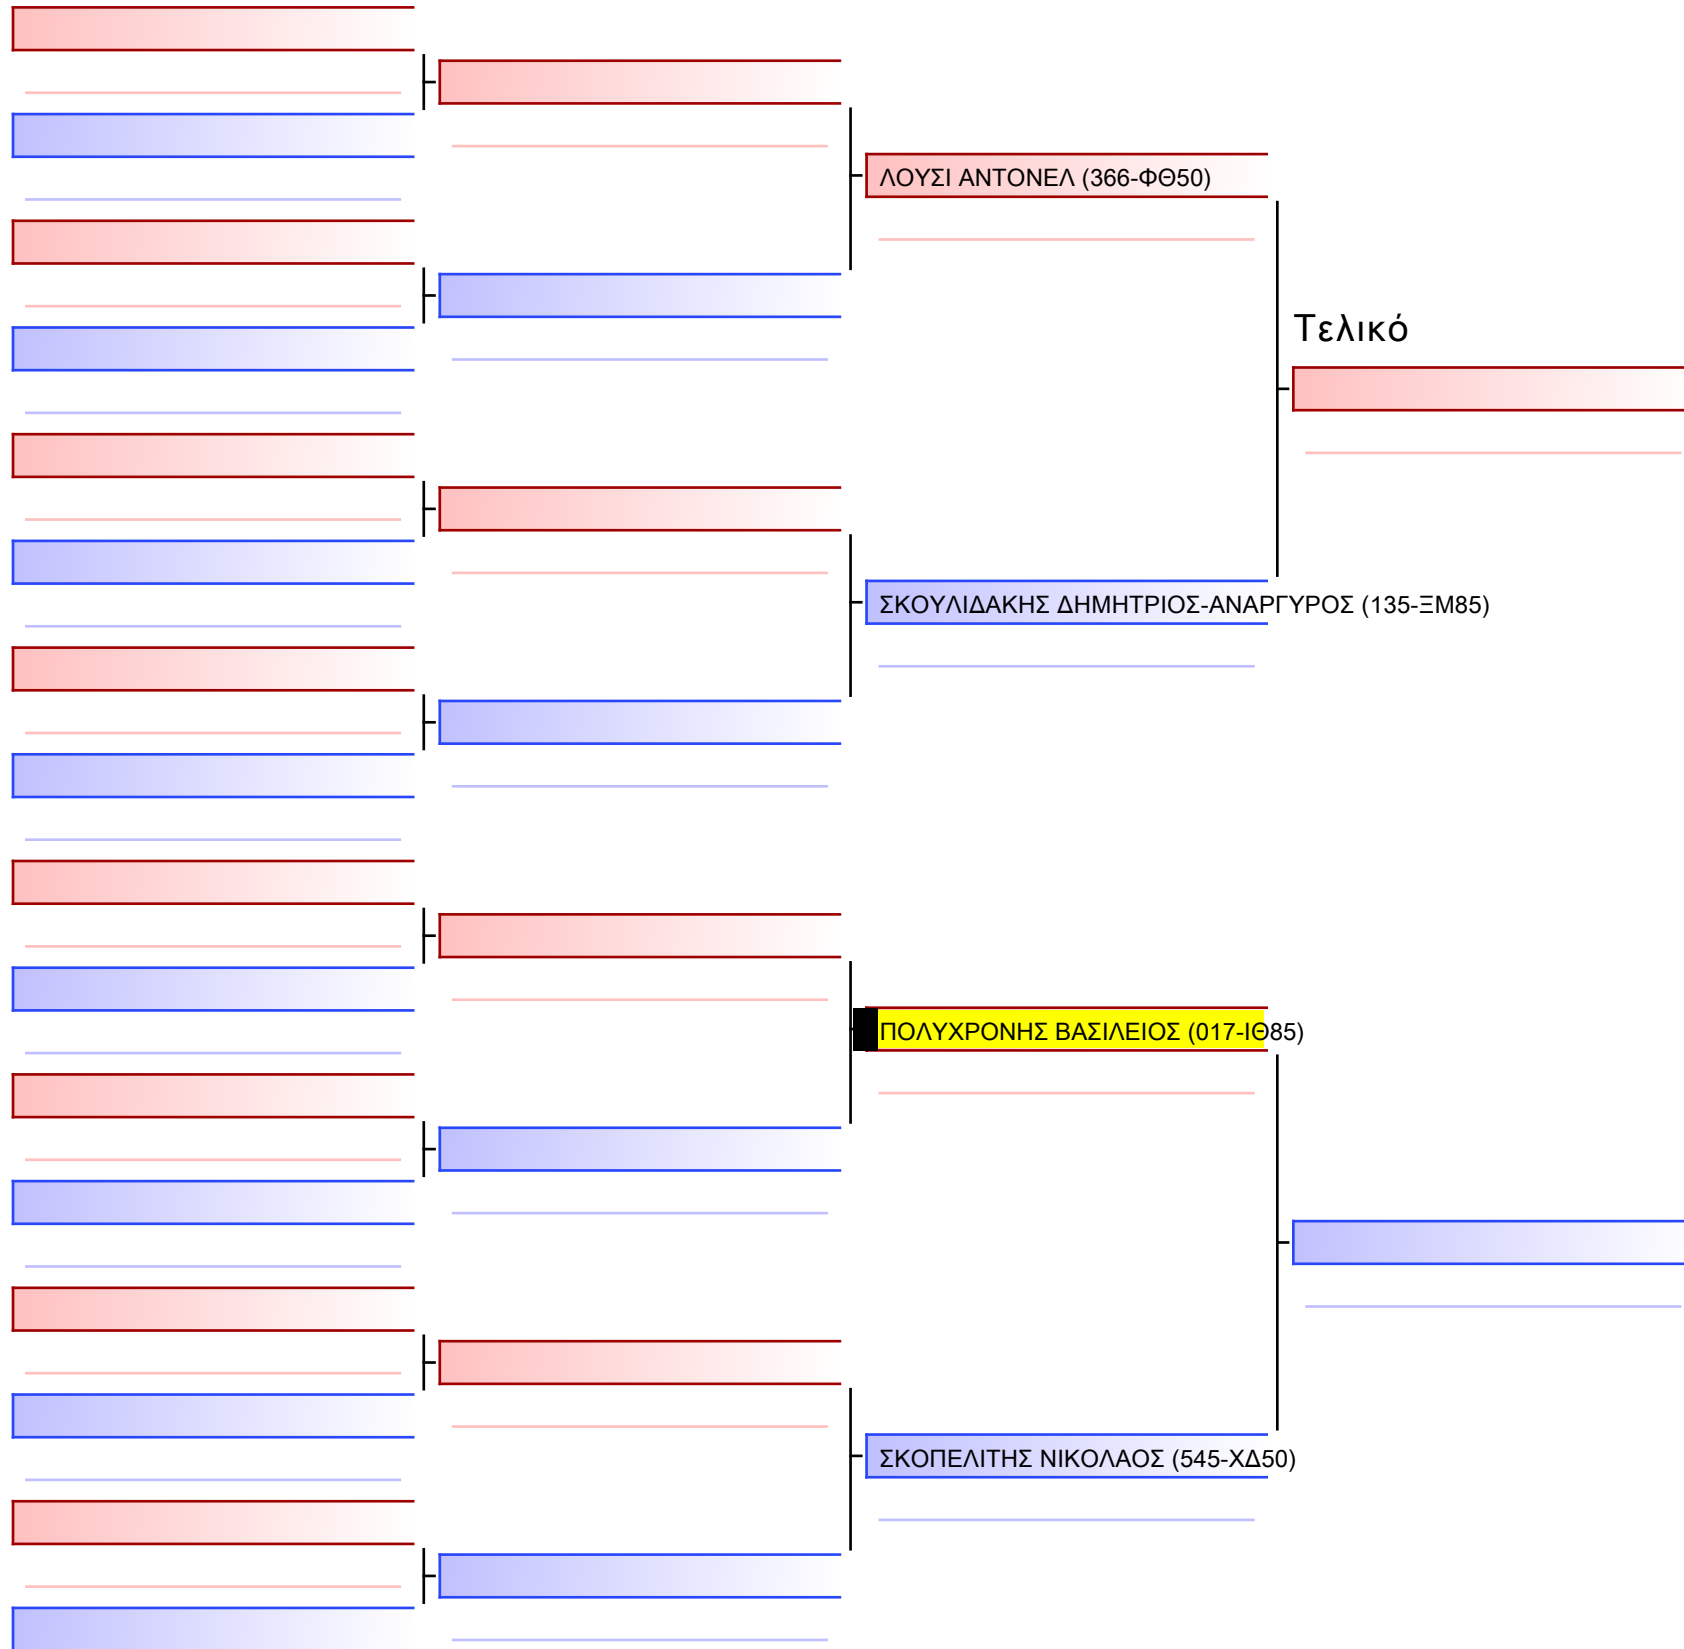 ΛΟΥΣΙ ΑΝΤΟΝΕΛ (366-ΦΘ50)
Τελικό
ΣΚΟΥΛΙΔΑΚΗΣ ΔΗΜΗΤΡΙΟΣ-ΑΝΑΡΓΥΡΟΣ (135-ΞΜ85)
ΠΟΛΥΧΡΟΝΗΣ ΒΑΣΙΛΕΙΟΣ (017-ΙΘ85)
ΣΚΟΠΕΛΙΤΗΣ ΝΙΚΟΛΑΟΣ (545-ΧΔ50)